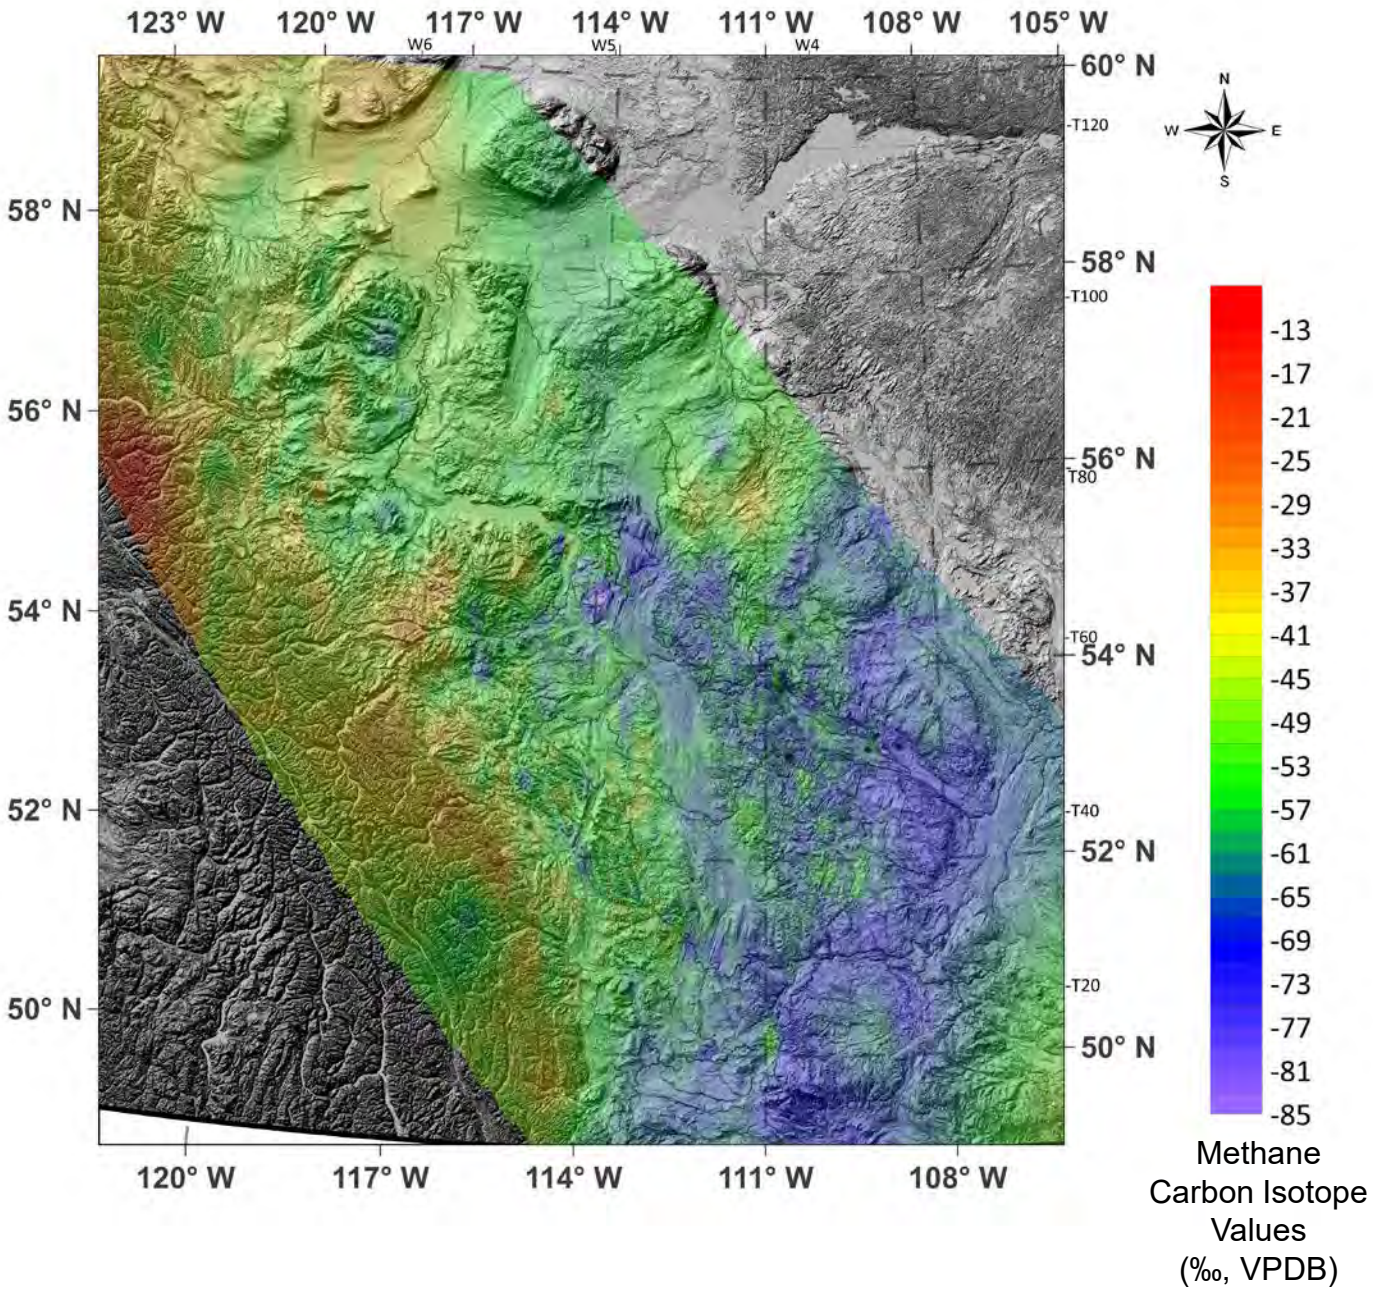 123° W 120° W 117° W 114° W 111° W 108° W 105° W
W6 W5 W4
60° N
-T120
N
W E
S
58° N
58° N
-T100
-13
-17
56° N
-21
56° N
-25
T80
-29
-33
-37
54° N
-T60
-41
54° N
-45
-49
-53
52° N
-T40
-57
52° N
-61
-65
-69
-T20
-73
50° N
-77
50° N
-81
-85
120° W 117° W 114° W 111° W 108° W
Methane
Carbon Isotope
Values
(‰, VPDB)